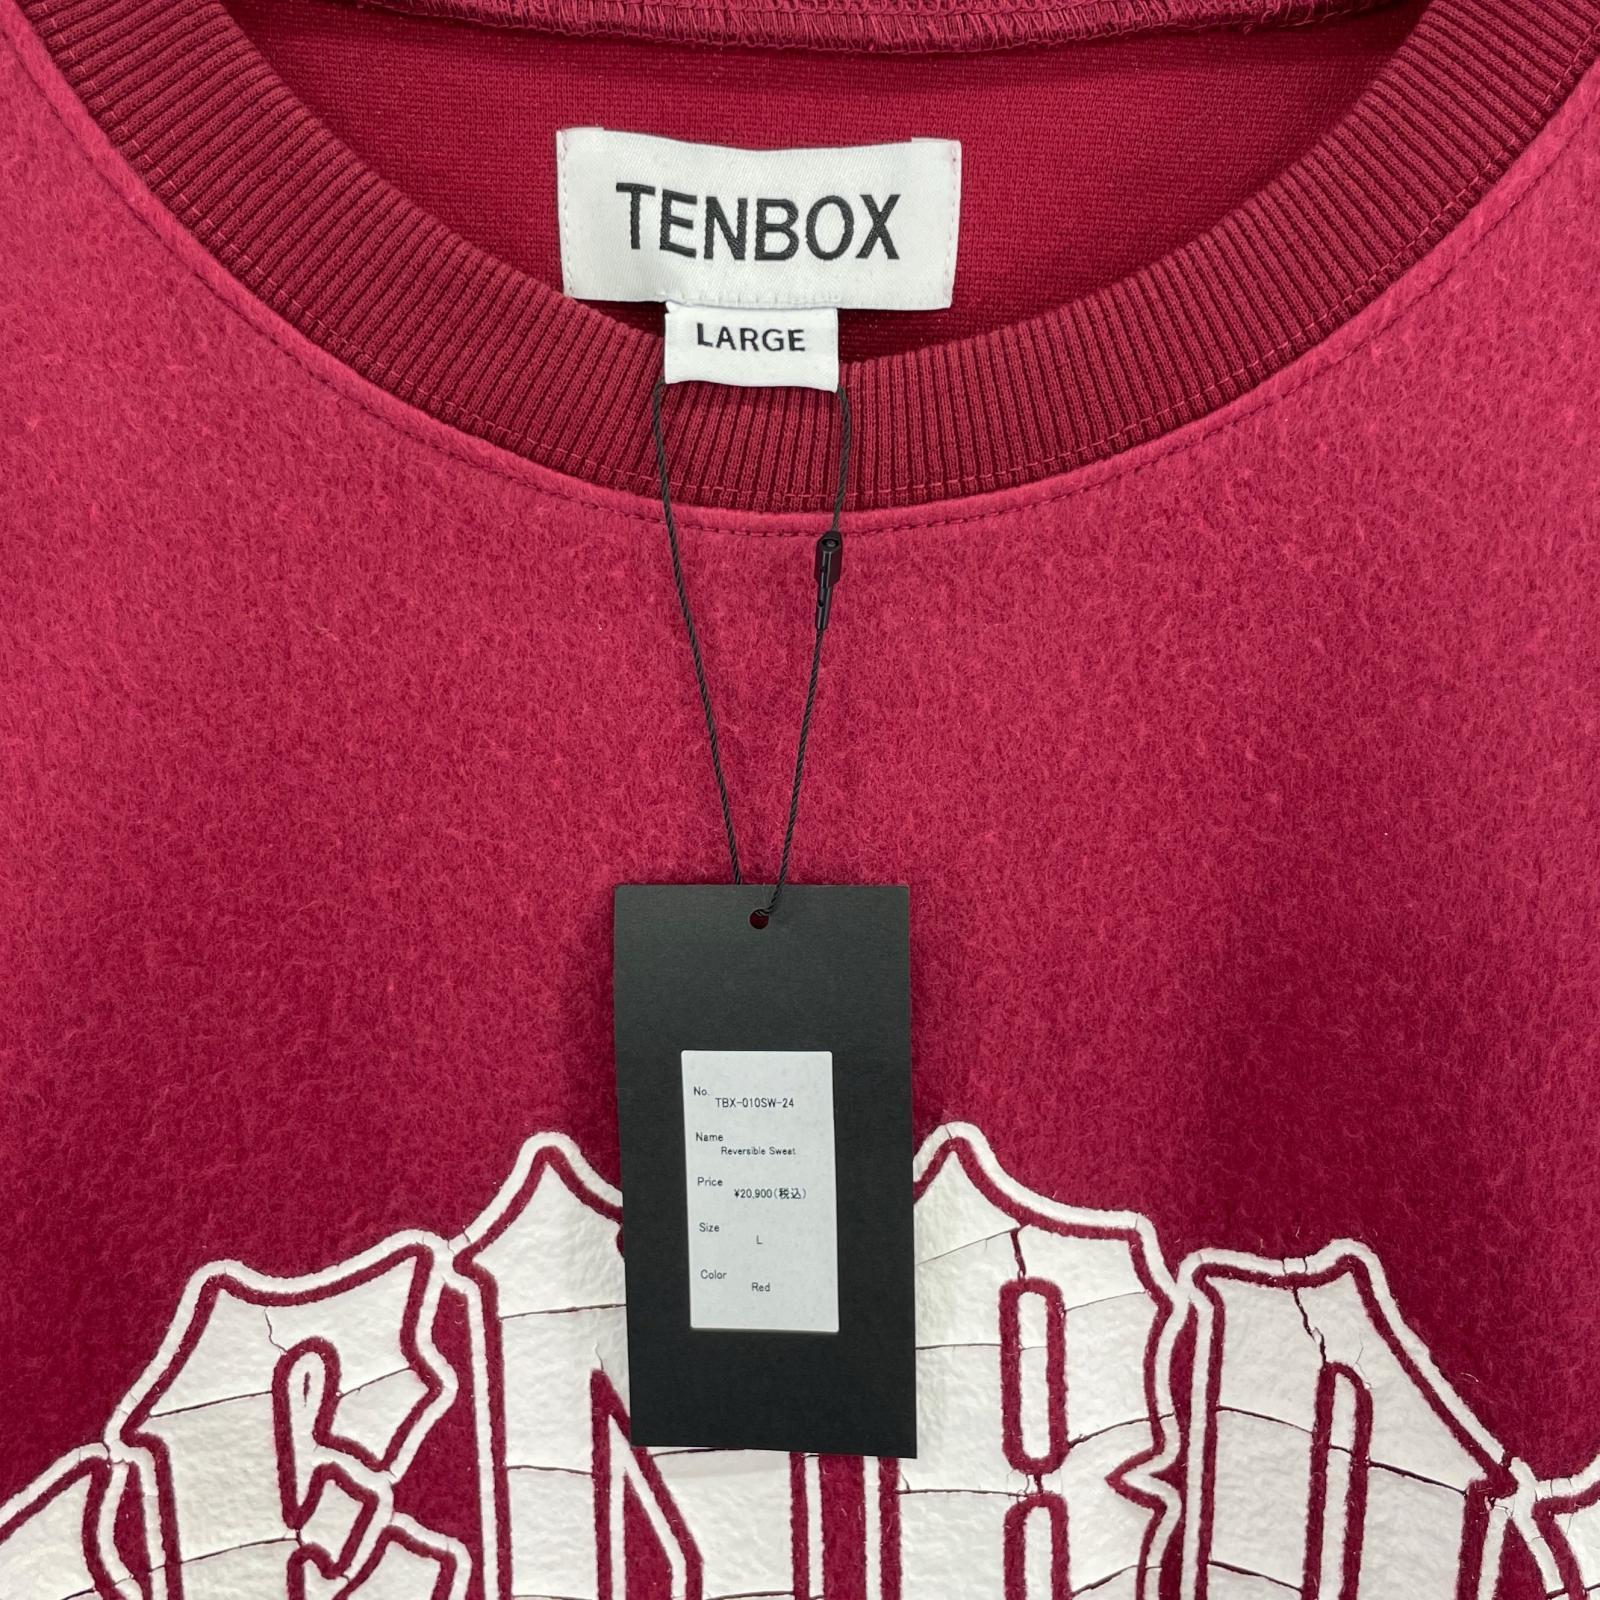 TENBOX
LARGE
No.
TBX-010SW-24
Name
Reversible Sweat
Price
¥20,900(税込)
Size
L
Color
Red